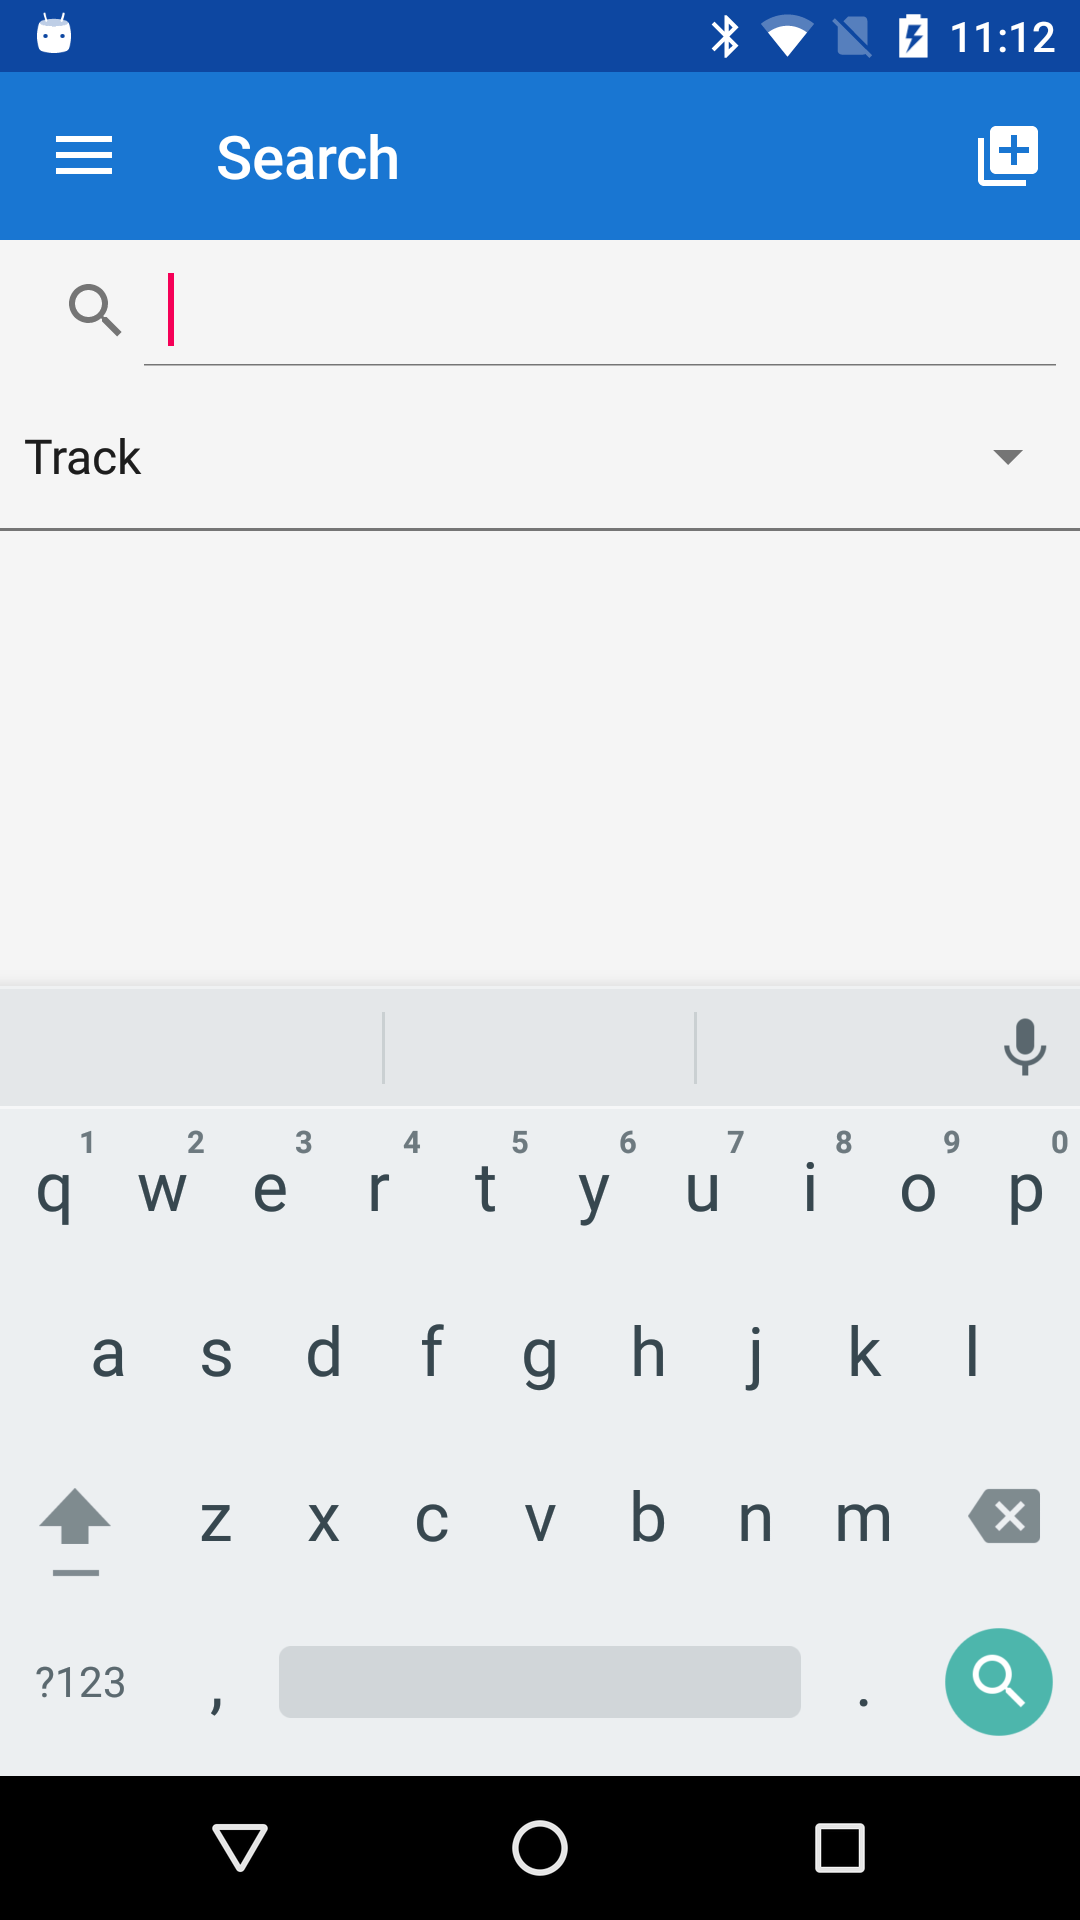 11:12
Search
Track
1 2 3 4 5 6 7 8 9 0
q w e r t y u i o p
a s d f g h j k l
z x c v b n m
?123 , .